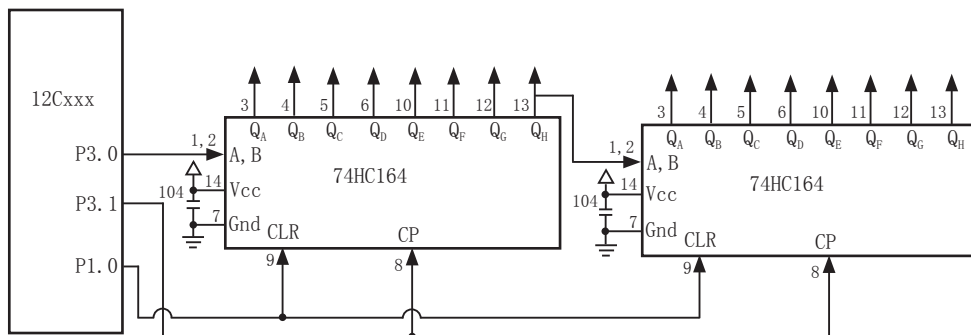 12Cxxx
P3.0
P3.1
P1.0
3 4 5 6 10 11 12 13
QA QB QC QD QE QF QG QH
1,2
A,B
74HC164
14
Vcc
104
7
Gnd
CLR
CP
9
8
3 4 5 6 10 11 12 13
QA QB QC QD QE QF QG QH
1,2
A,B
74HC164
14
Vcc
104
7
Gnd
CLR
CP
9
8